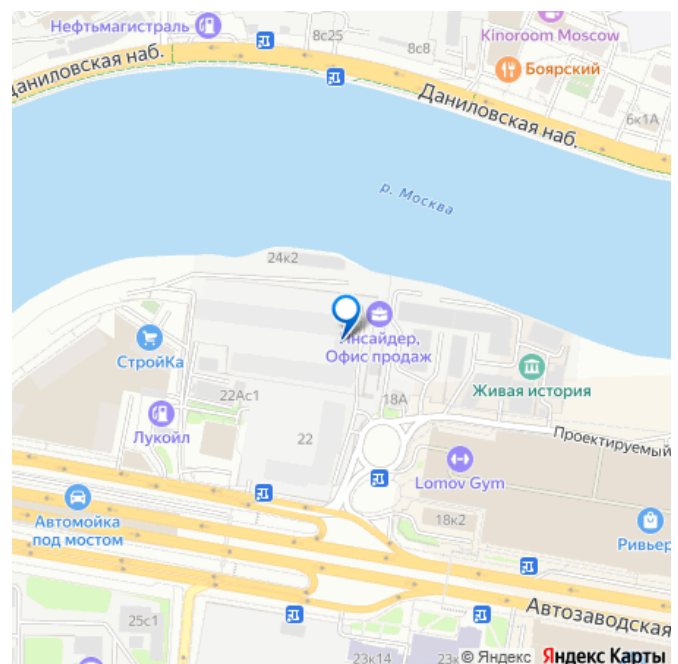 Нефтьмагистраль
8с25
8с8
Kinoroom Moscow
Боярский
Даниловская наб.
Даниловская наб.
6к1А
р. Москва
24к2
Инсайдер,
Офис продаж
СтройКа
22Ас1
18А
Живая история
Лукойл
22
Проектируемый
Lomov Gym
Автомойка
под мостом
18к2
Ривьер
25с1
Автозаводская
23к14
23к
© Яндекс Яндекс Карты